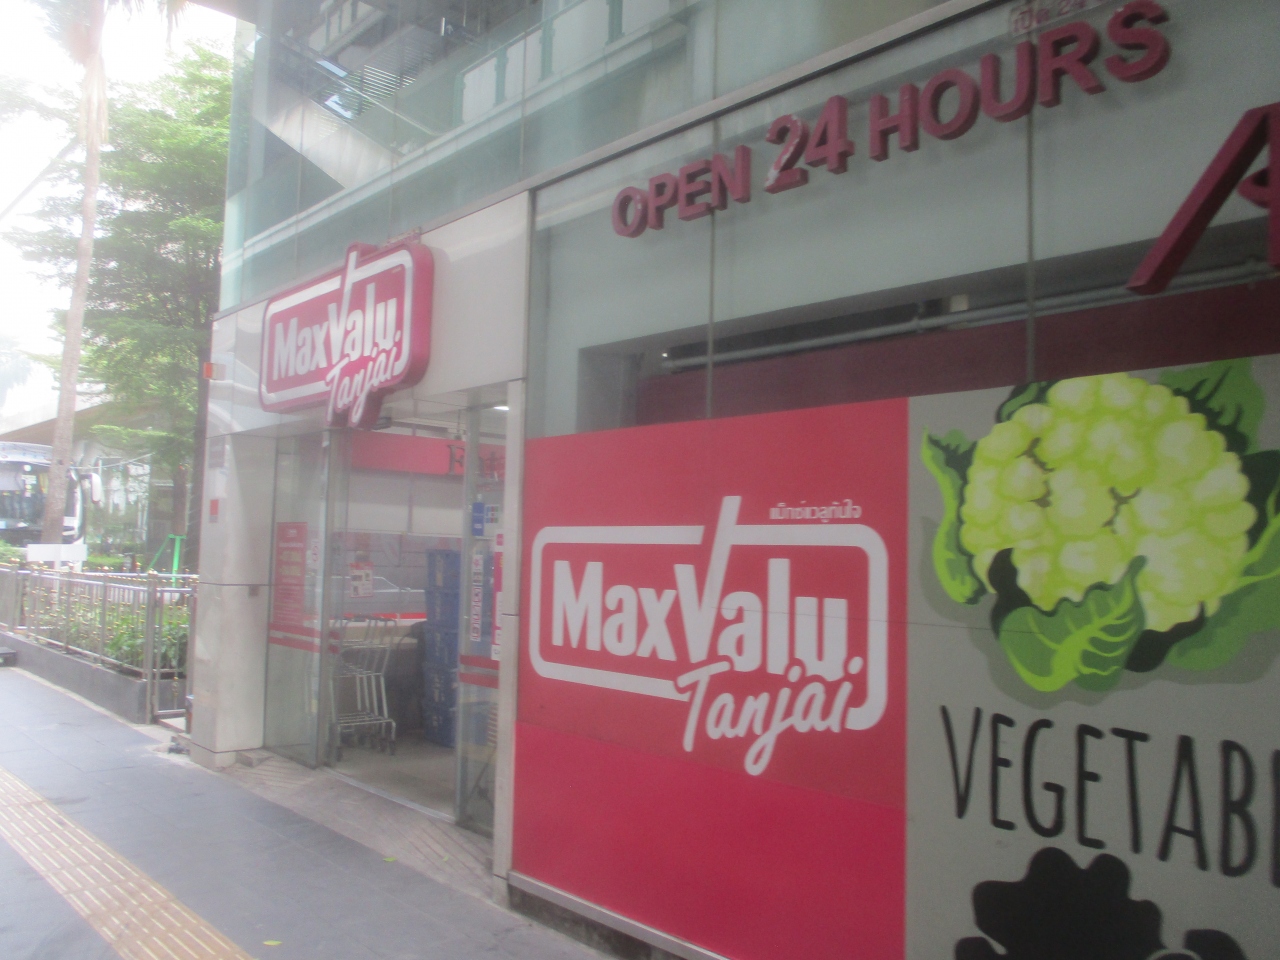 OPEN 24 HOURS
MaxValu
Tanjai
แม็กซ์แวลูทันใจ
MaxValu
Tanjai
VEGETAB